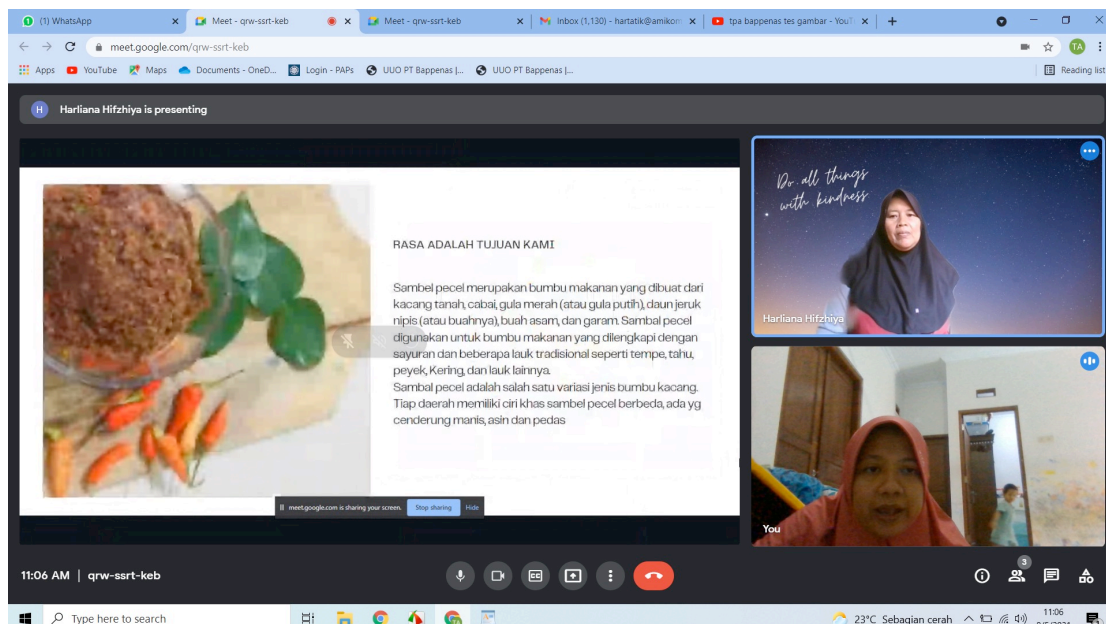 (1) WhatsApp
Meet - qrw-ssrt-keb
Meet - qrw-ssrt-keb
Inbox (1,130) - hartatik@amikom
tpa bappenas tes gambar - YouT
meet.google.com/qrw-ssrt-keb
TA
Apps
YouTube
Maps
Documents - OneD...
Login - PAPs
UUO PT Bappenas |...
UUO PT Bappenas |...
Reading list
H
Harliana Hifzhiya is presenting
RASA ADALAH TUJUAN KAMI
Sambel pecel merupakan bumbu makanan yang dibuat dari
kacang tanah, cabai, gula merah (atau gula putih), daun jeruk
nipis (atau buahnya), buah asam, dan garam. Sambal pecel
digunakan untuk bumbu makanan yang dilengkapi dengan
sayuran dan beberapa lauk tradisional seperti tempe, tahu,
peyek, Kering, dan lauk lainnya.
Sambal pecel adalah salah satu variasi jenis bumbu kacang.
Tiap daerah memiliki ciri khas sambel pecel berbeda, ada yg
cenderung manis, asin dan pedas
meet.google.com is sharing your screen.
Stop sharing
Hide
Do all things
with kindness
Harliana Hifzhiya
You
11:06 AM | qrw-ssrt-keb
3
Type here to search
23°C Sebagian cerah
11:06